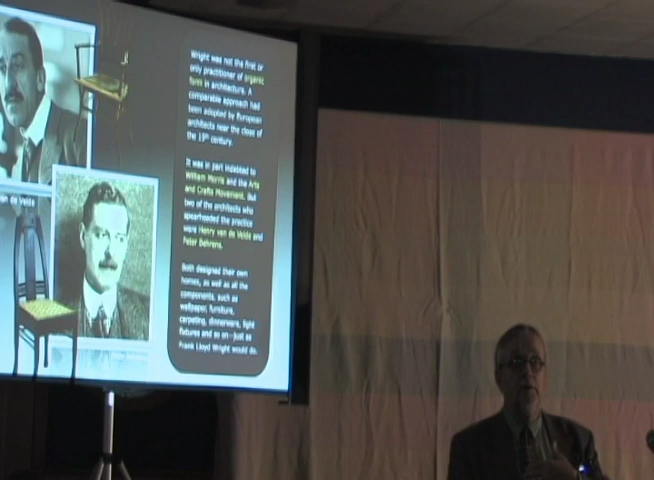 an de Velde
Wright was not the first or
only practitioner of organic
form in architecture. A
comparable approach had
been adopted by European
architects near the close of
the 19th century.
It was in part indebted to
William Morris and the Arts
and Crafts Movement. But
two of the architects who
spearheaded the practice
were Henry van de Velde and
Peter Behrens.
Both designed their own
homes, as well as all the
components, such as
wallpaper, furniture,
carpeting, dinnerware, light
fixtures and so on—just as
Frank Lloyd Wright would do.